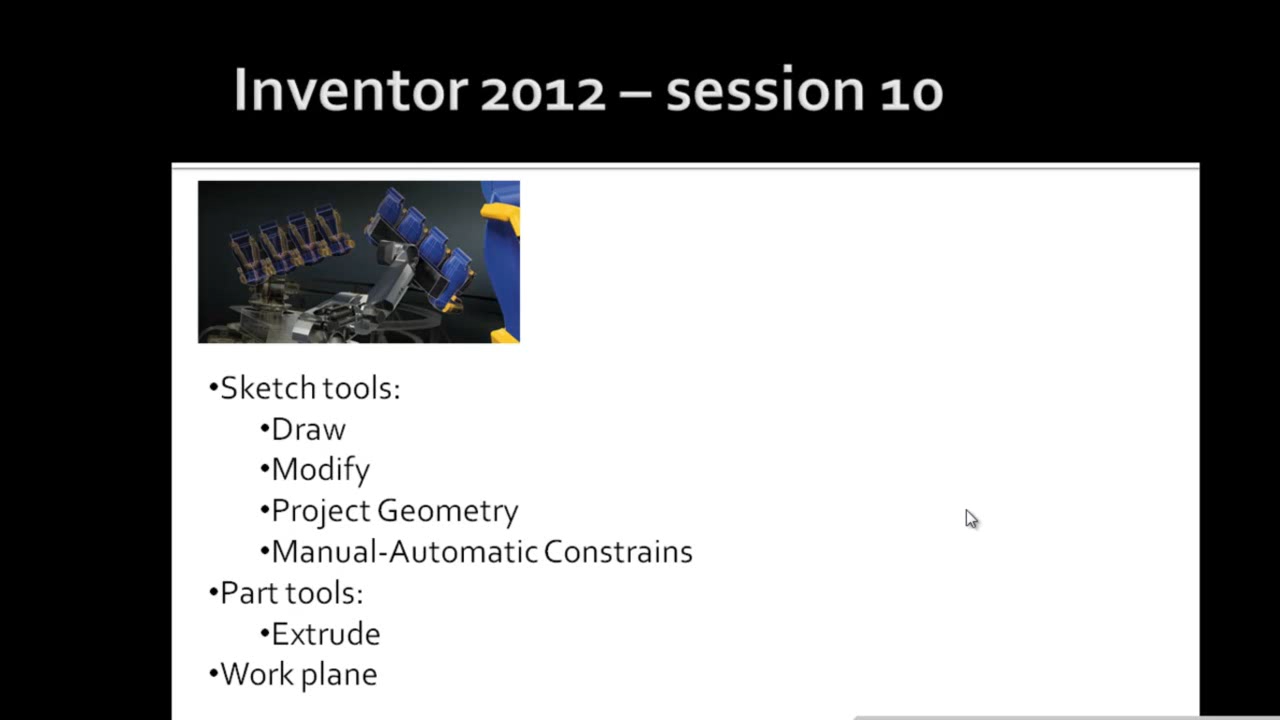 Inventor 2012 – session 10
•Sketch tools:
•Draw
•Modify
•Project Geometry
•Manual-Automatic Constrains
•Part tools:
•Extrude
•Work plane